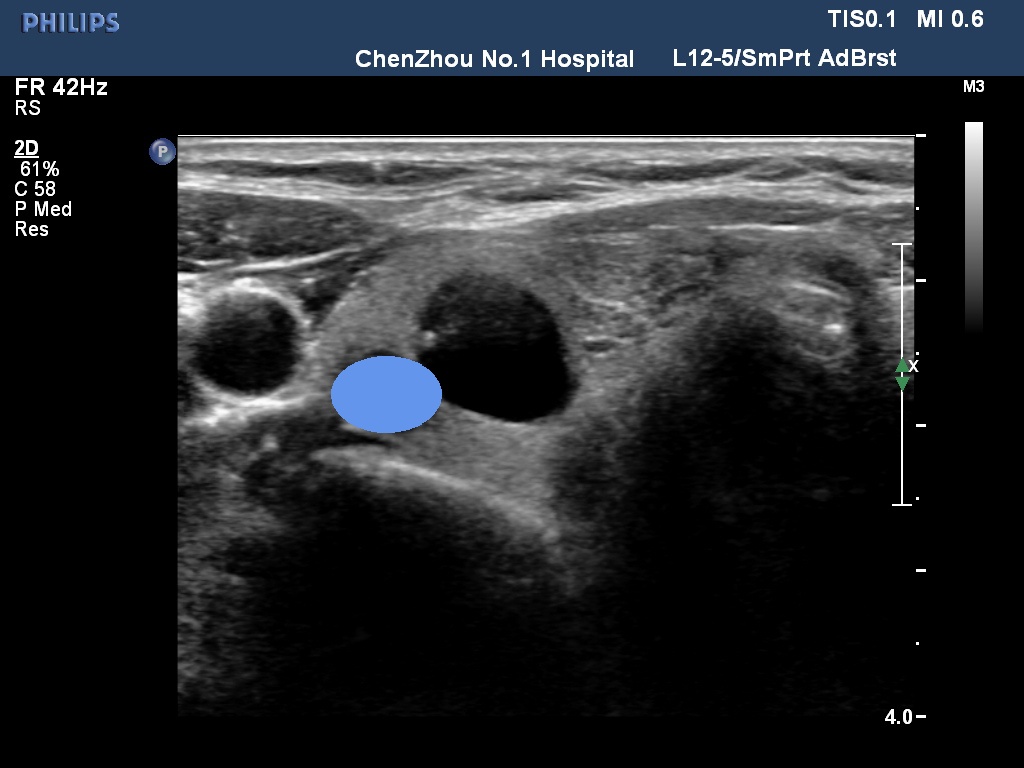 PHILIPS
TIS0.1 MI 0.6
ChenZhou No.1 Hospital L12-5/SmPrt AdBrst
FR 42Hz
RS
M3
2D
61%
C 58
P Med
Res
P
x
4.0